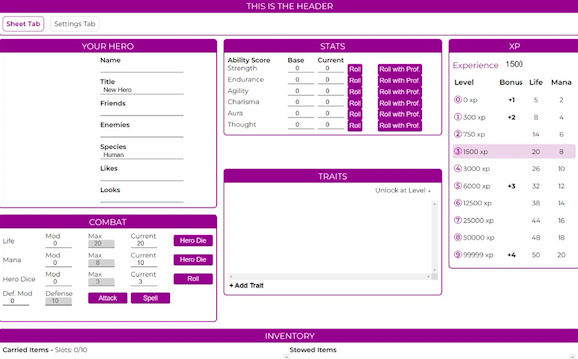 THIS IS THE HEADER
Sheet Tab Settings Tab
YOUR HERO
Name
Title
New Hero
Friends
Enemies
Species
Human
Likes
Looks
COMBAT
Mod Max Current
Life 0 20 20 Hero Die
Mod Max Current
Mana 0 8 10 Hero Die
Mod Max Current
Hero Dice 0 3 3 Roll
Def. Mod Defense
0 10 Attack Spell
STATS
Ability Score Base Current
Strength 0 0 Roll Roll with Prof.
Endurance 0 0 Roll Roll with Prof.
Agility 0 0 Roll Roll with Prof.
Charisma 0 0 Roll Roll with Prof.
Aura 0 0 Roll Roll with Prof.
Thought 0 0 Roll Roll with Prof.
TRAITS
Unlock at Level
+ Add Trait
XP
Experience 1500
Level Bonus Life Mana
0 0 xp +1 5 2
1 300 xp +2 8 4
2 750 xp 14 6
3 1500 xp 20 8
4 3000 xp 26 10
5 6000 xp +3 32 12
6 12500 xp 38 14
7 25000 xp 44 16
8 50000 xp 48 18
9 99999 xp +4 50 20
INVENTORY
Carried Items - Slots: 0/10 Stowed Items